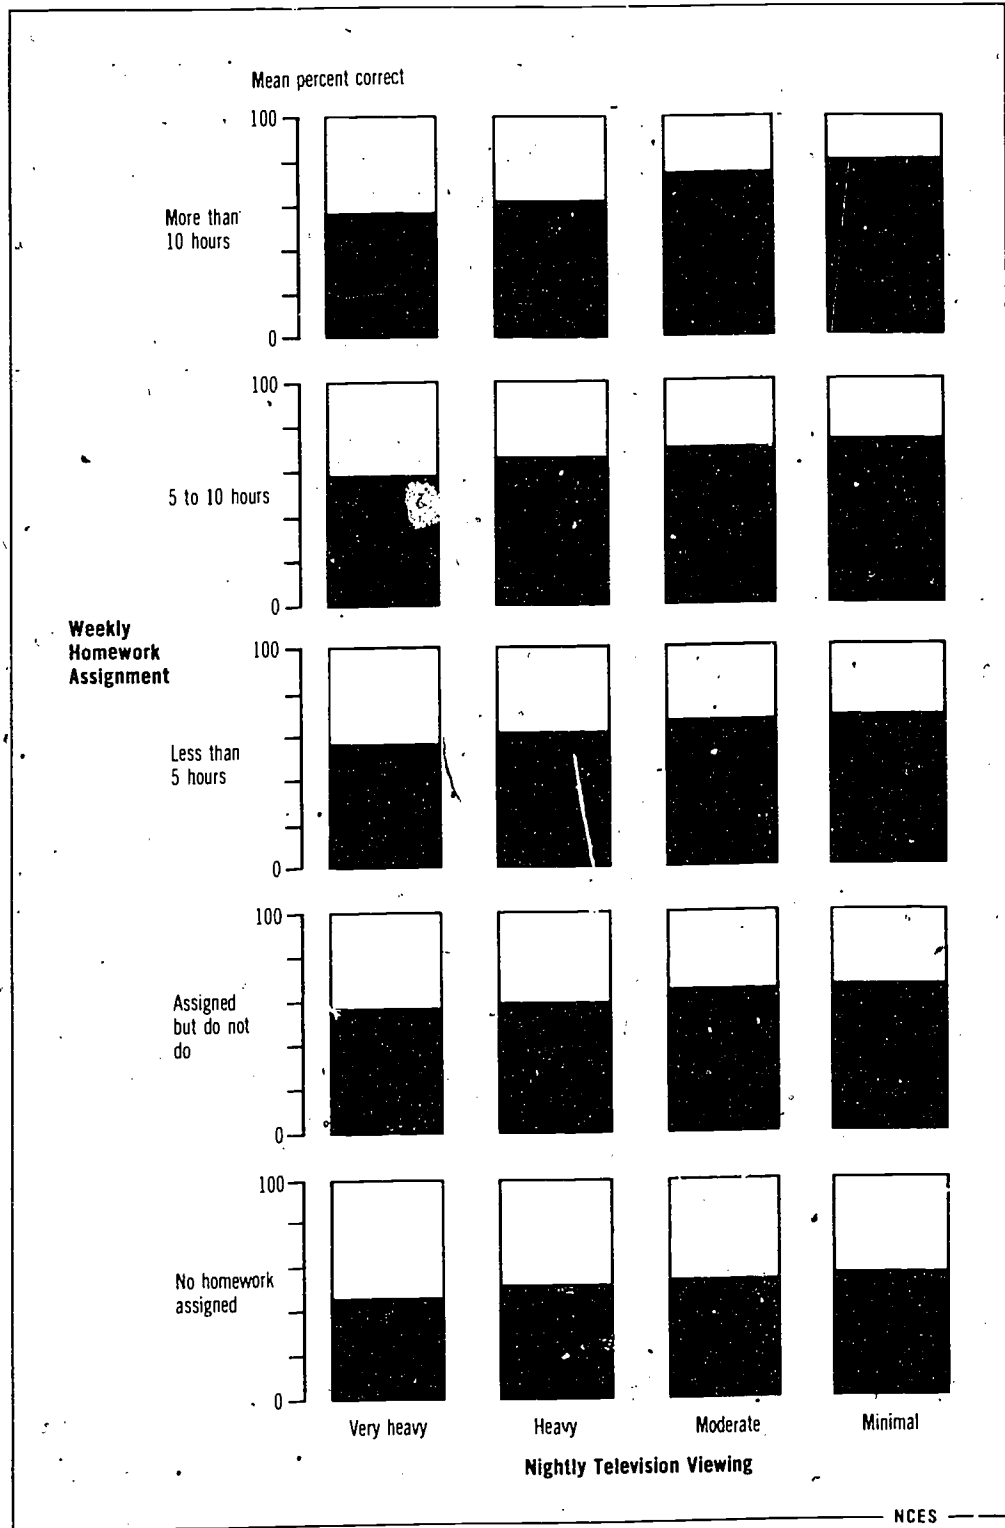 Mean percent correct
100
More than
10 hours
0
100
5 to 10 hours
0
Weekly
Homework
Assignment
100
Less than
5 hours
0
100
Assigned
but do not
do
0
100
No homework
assigned
0
Very heavy
Heavy
Moderate
Minimal
Nightly Television Viewing
NCES